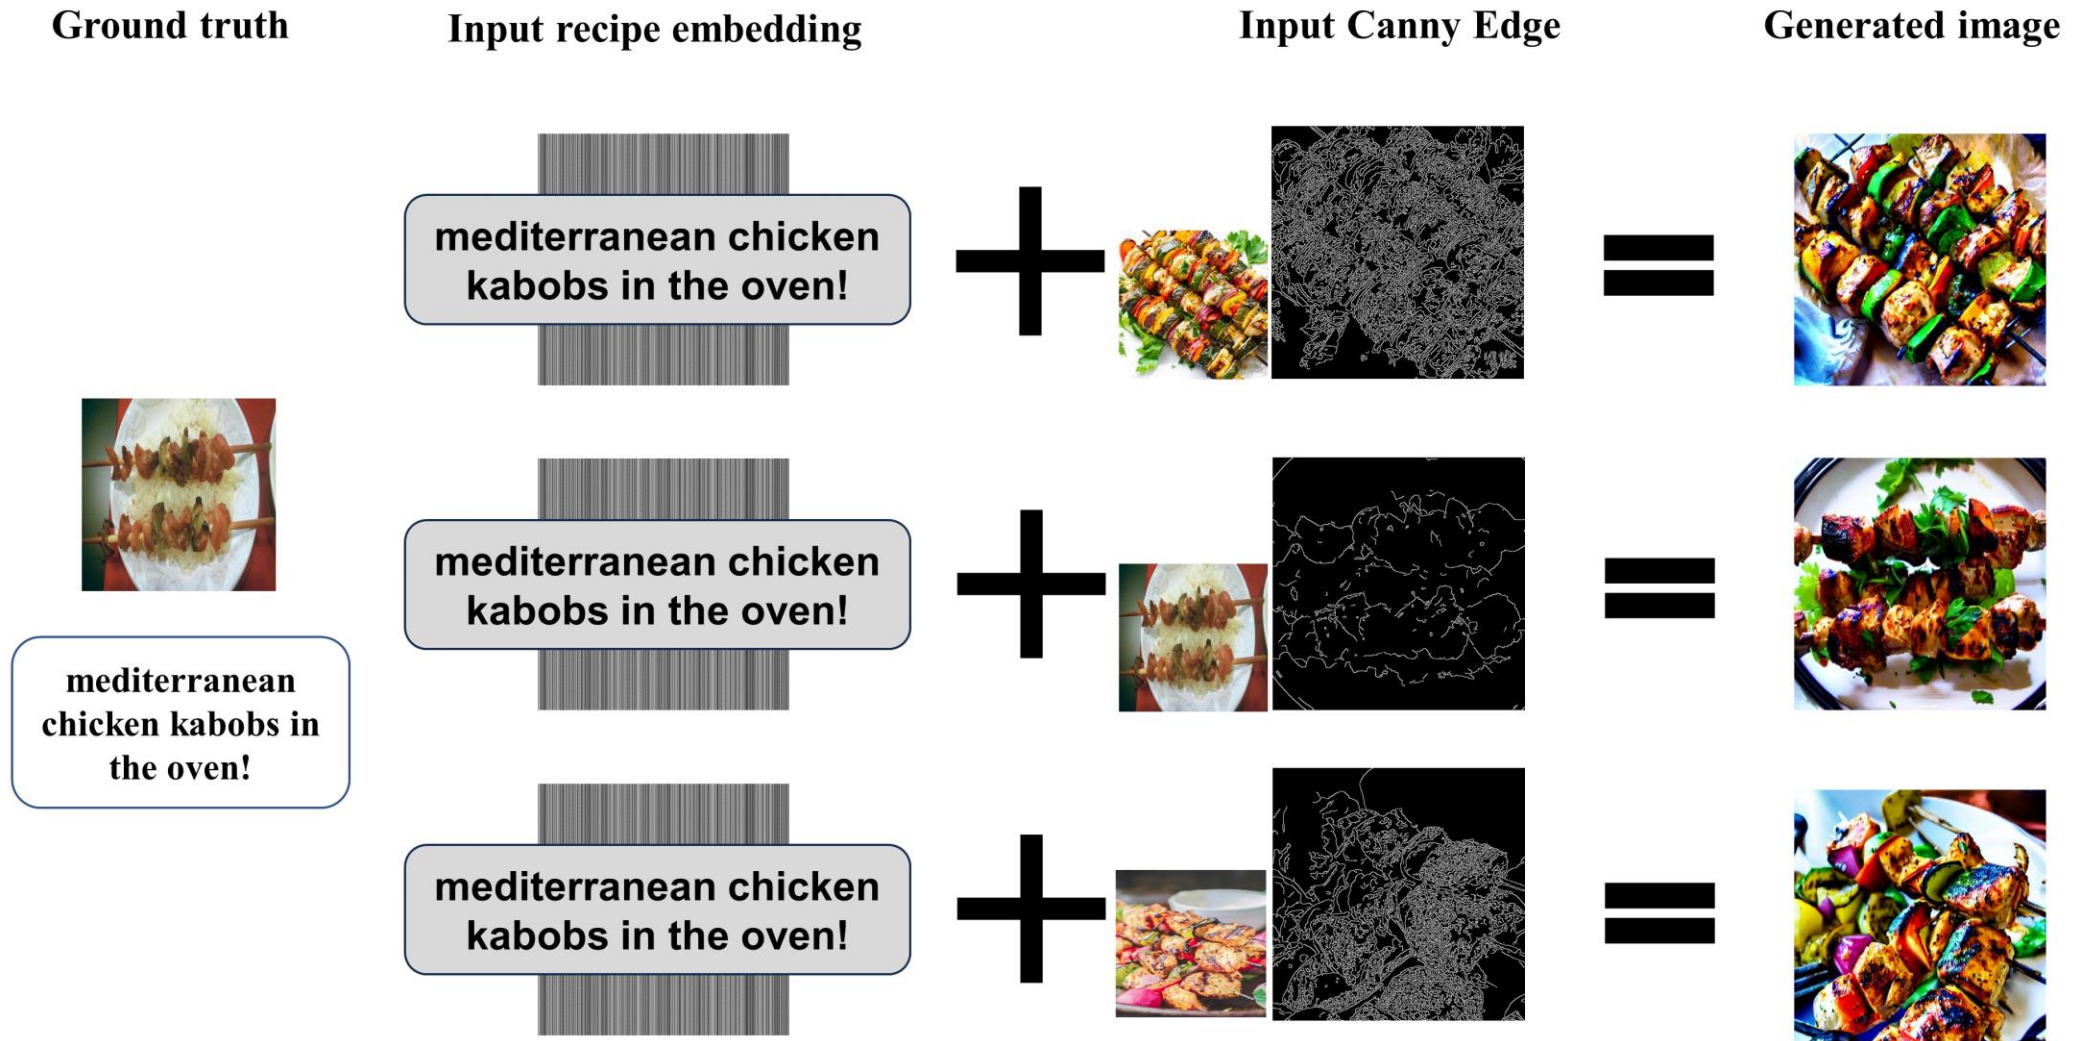 Ground truth
Input recipe embedding
Input Canny Edge
Generated image
mediterranean chicken
kabobs in the oven!
mediterranean chicken
kabobs in the oven!
mediterranean
chicken kabobs in
the oven!
mediterranean chicken
kabobs in the oven!